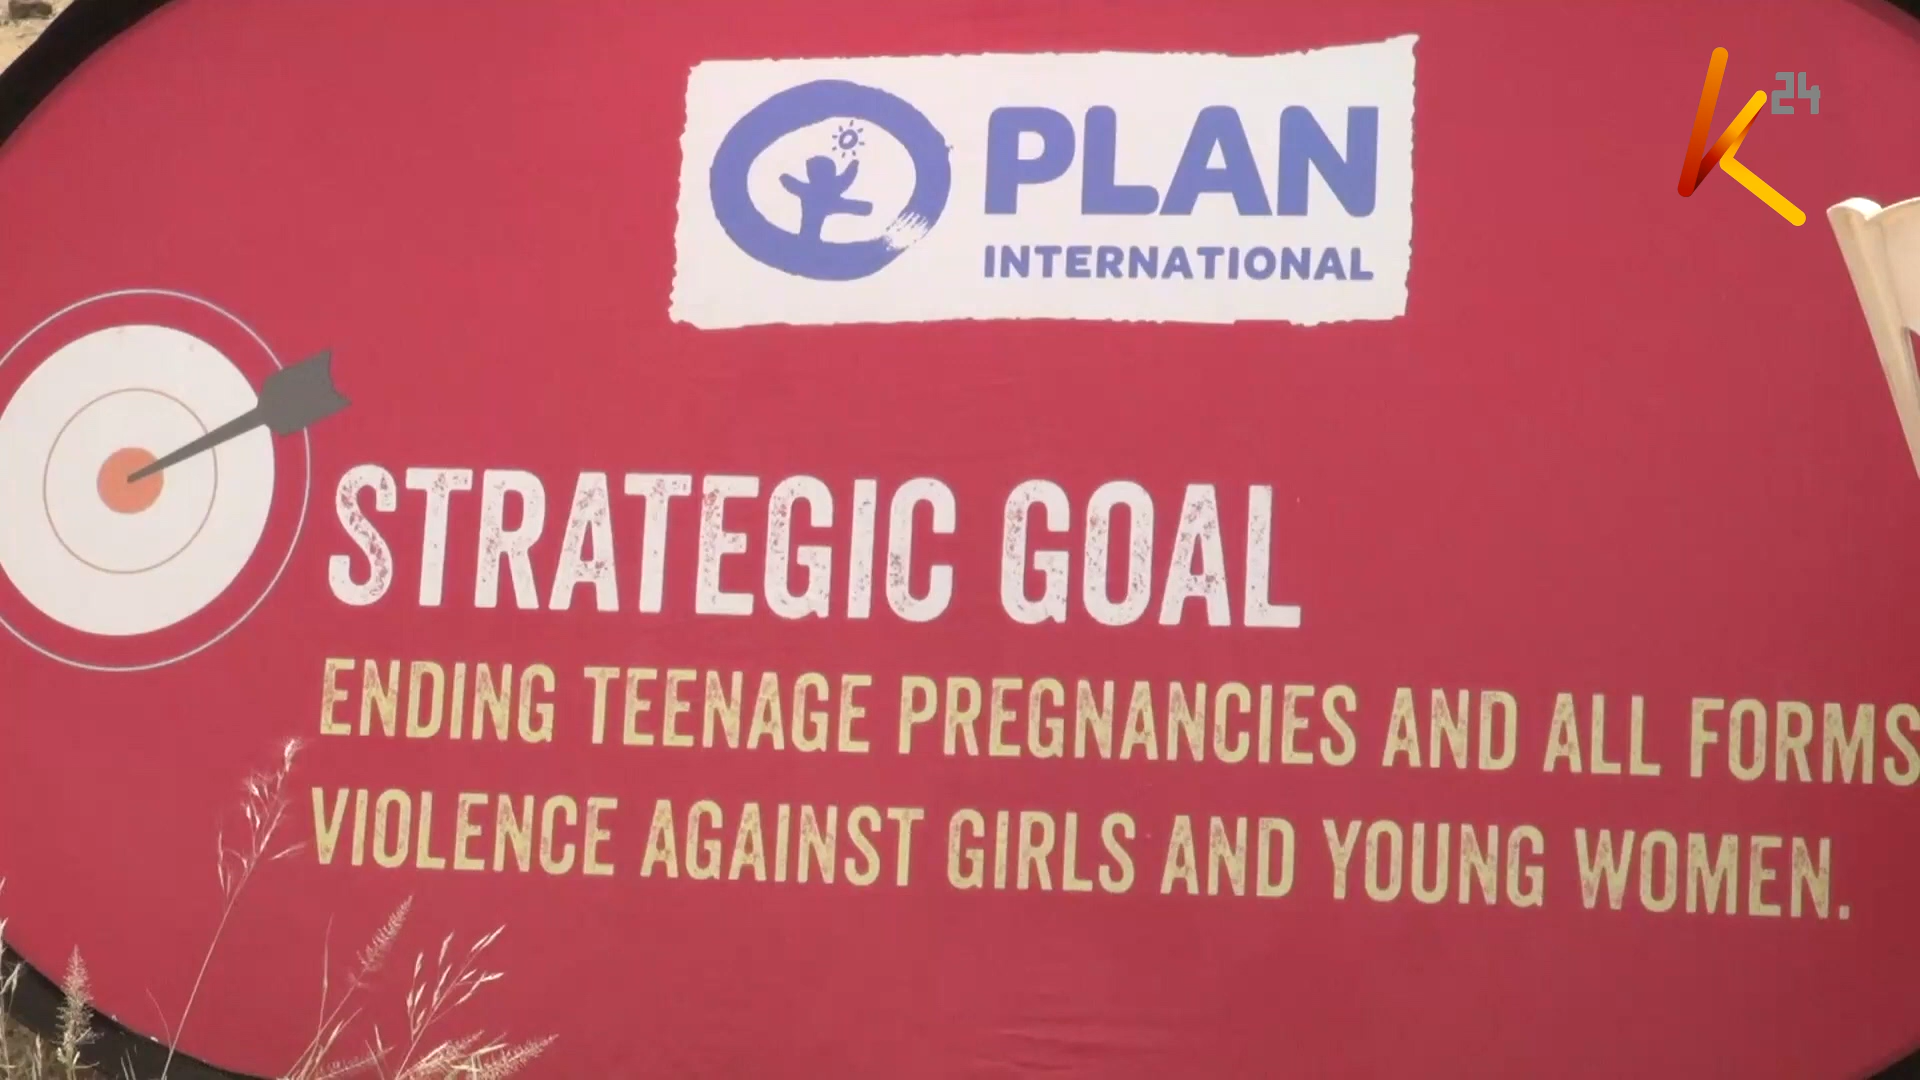 PLAN
INTERNATIONAL
K24
STRATEGIC GOAL
ENDING TEENAGE PREGNANCIES AND ALL FORMS
VIOLENCE AGAINST GIRLS AND YOUNG WOMEN.